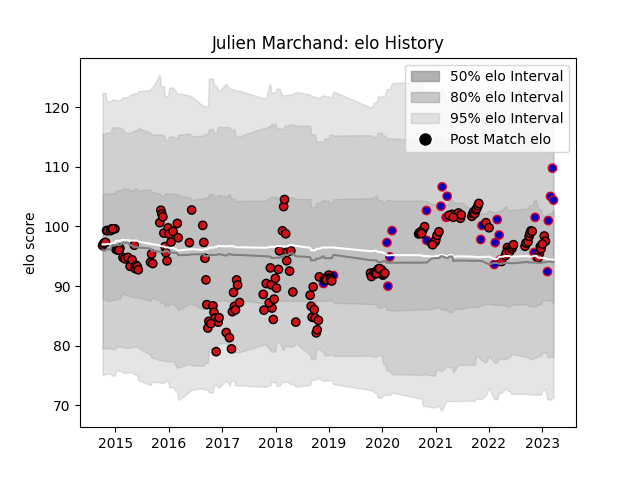 Julien Marchand: elo History
50% elo Interval
80% elo Interval
95% elo Interval
Post Match elo
elo score
120
110
100
90
80
70
2015 2016 2017 2018 2019 2020 2021 2022 2023